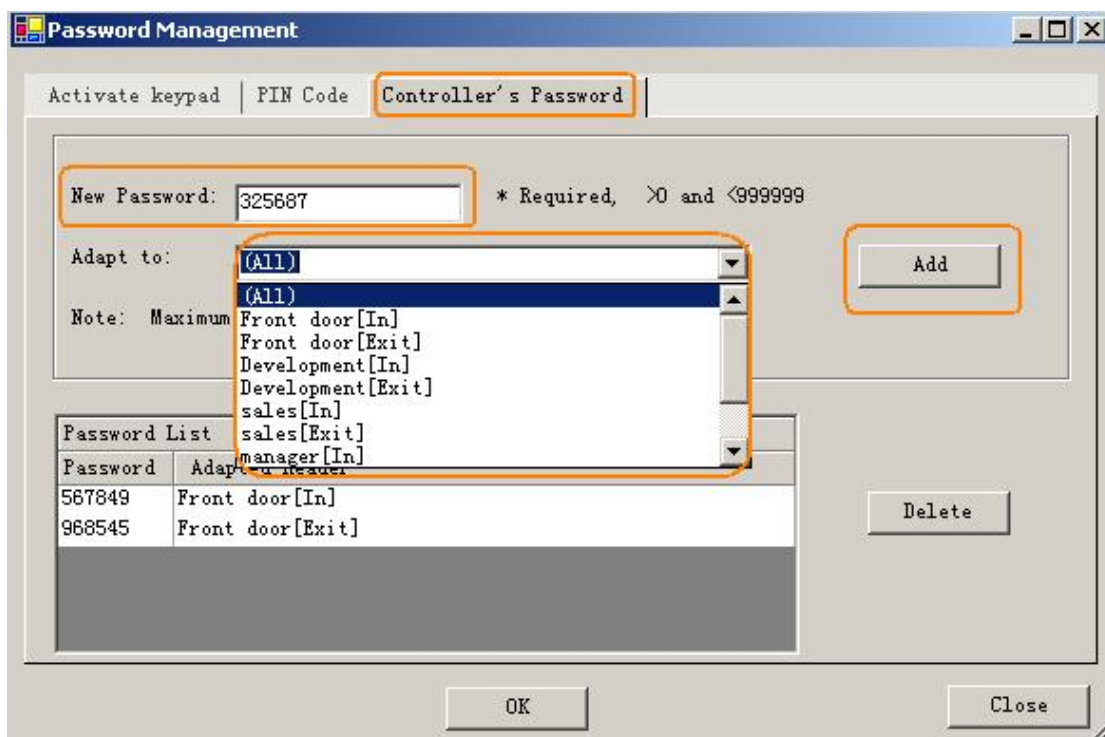 Password Management
Activate keypad PIN Code Controller's Password
New Password: 325687 * Required, >0 and <999999
Adapt to: (All) Add
(All)
Note: Maximum Front door[In]
Front door[Exit]
Development[In]
Development[Exit]
sales[In]
Password List sales[Exit]
manager[In]
Password Adapted Reader
567849 Front door[In]
968545 Front door[Exit]
Delete
OK Close